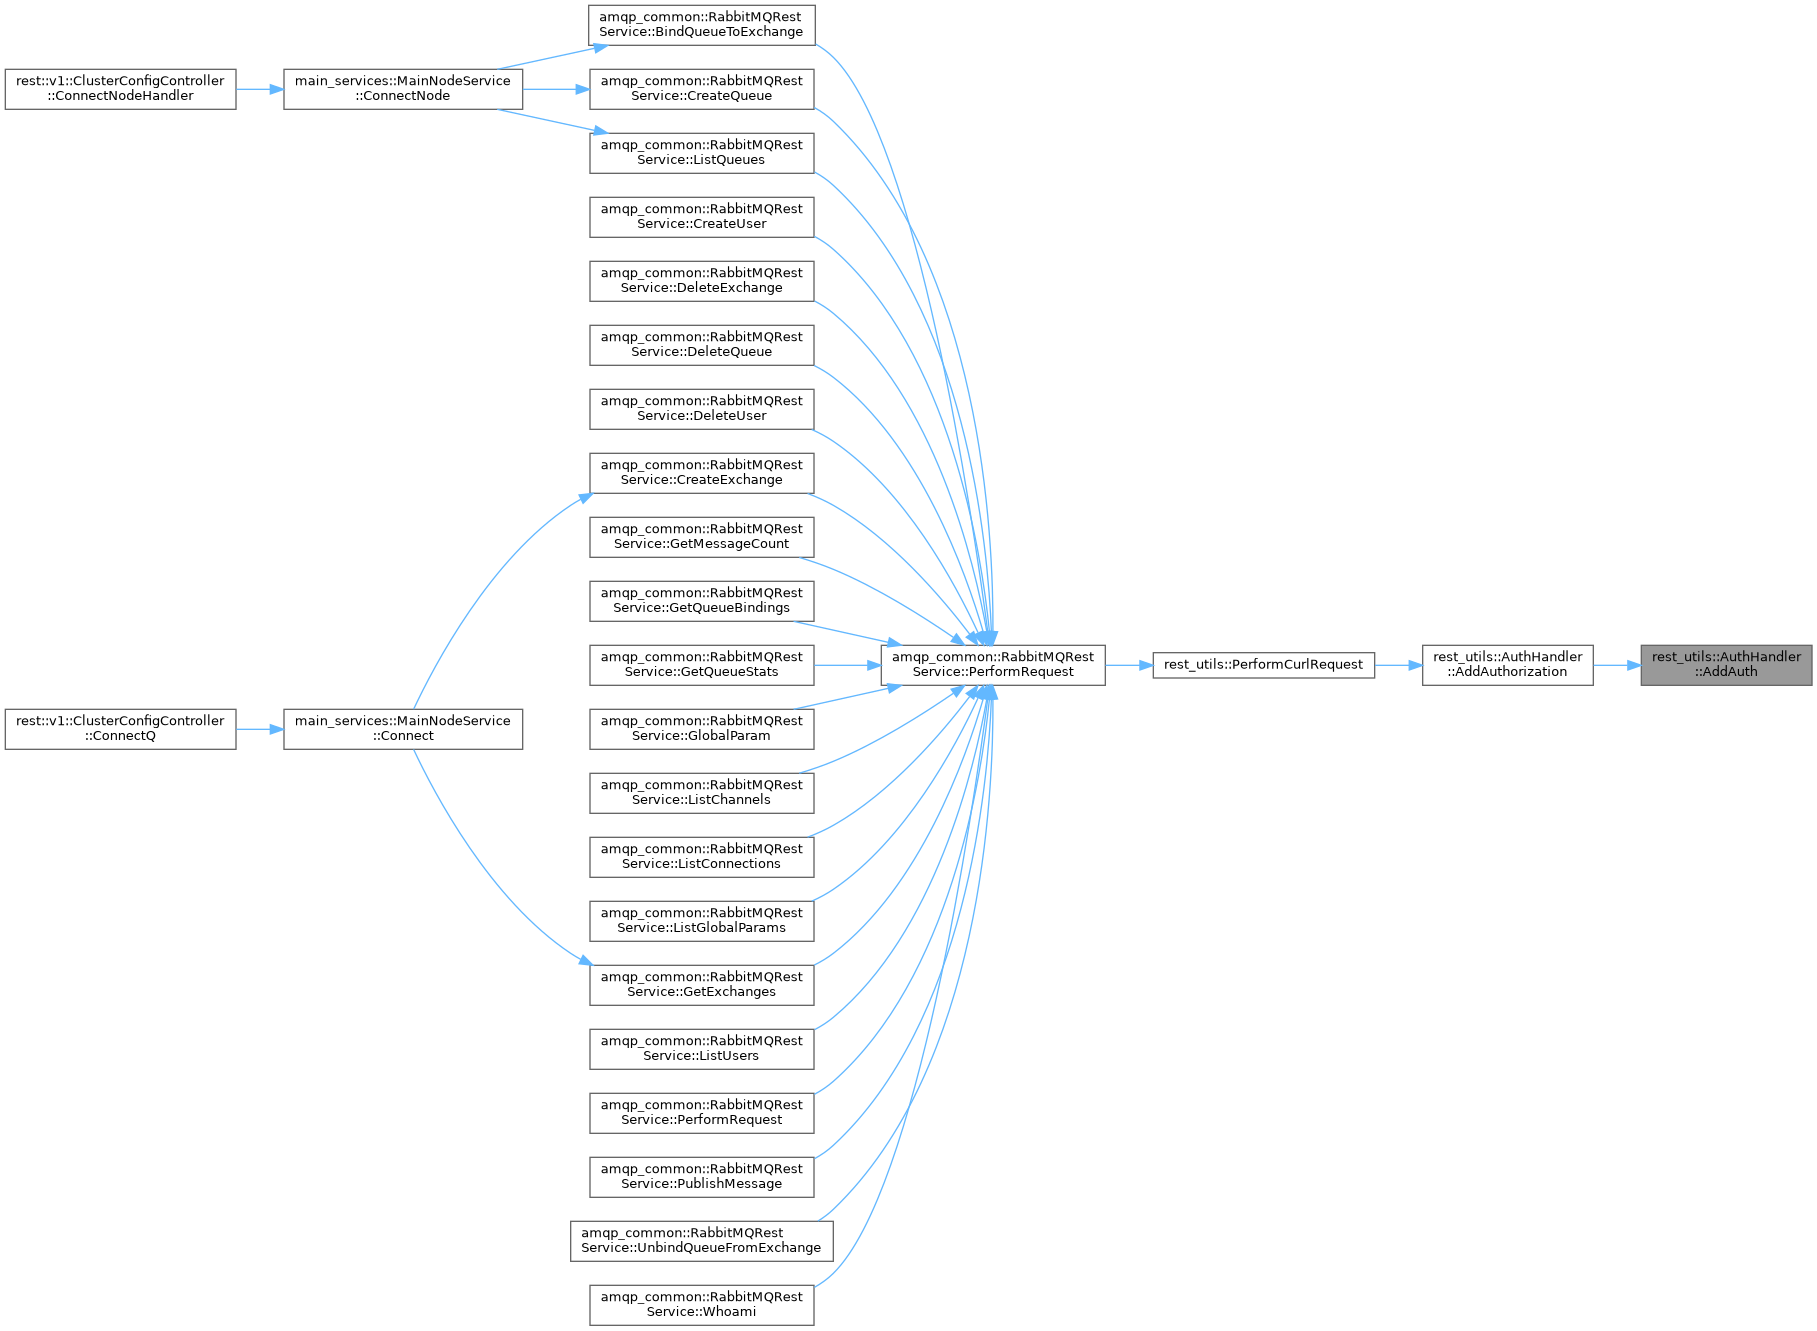 rest::v1::ClusterConfigController
::ConnectNodeHandler
main_services::MainNodeService
::ConnectNode
amqp_common::RabbitMQRest
Service::BindQueueToExchange
amqp_common::RabbitMQRest
Service::CreateQueue
amqp_common::RabbitMQRest
Service::ListQueues
amqp_common::RabbitMQRest
Service::CreateUser
amqp_common::RabbitMQRest
Service::DeleteExchange
amqp_common::RabbitMQRest
Service::DeleteQueue
amqp_common::RabbitMQRest
Service::DeleteUser
amqp_common::RabbitMQRest
Service::CreateExchange
amqp_common::RabbitMQRest
Service::GetMessageCount
amqp_common::RabbitMQRest
Service::GetQueueBindings
amqp_common::RabbitMQRest
Service::GetQueueStats
amqp_common::RabbitMQRest
Service::PerformRequest
rest_utils::PerformCurlRequest
rest_utils::AuthHandler
::AddAuthorization
rest_utils::AuthHandler
::AddAuth
rest::v1::ClusterConfigController
::ConnectQ
main_services::MainNodeService
::Connect
amqp_common::RabbitMQRest
Service::GlobalParam
amqp_common::RabbitMQRest
Service::ListChannels
amqp_common::RabbitMQRest
Service::ListConnections
amqp_common::RabbitMQRest
Service::ListGlobalParams
amqp_common::RabbitMQRest
Service::GetExchanges
amqp_common::RabbitMQRest
Service::ListUsers
amqp_common::RabbitMQRest
Service::PerformRequest
amqp_common::RabbitMQRest
Service::PublishMessage
amqp_common::RabbitMQRest
Service::UnbindQueueFromExchange
amqp_common::RabbitMQRest
Service::Whoami